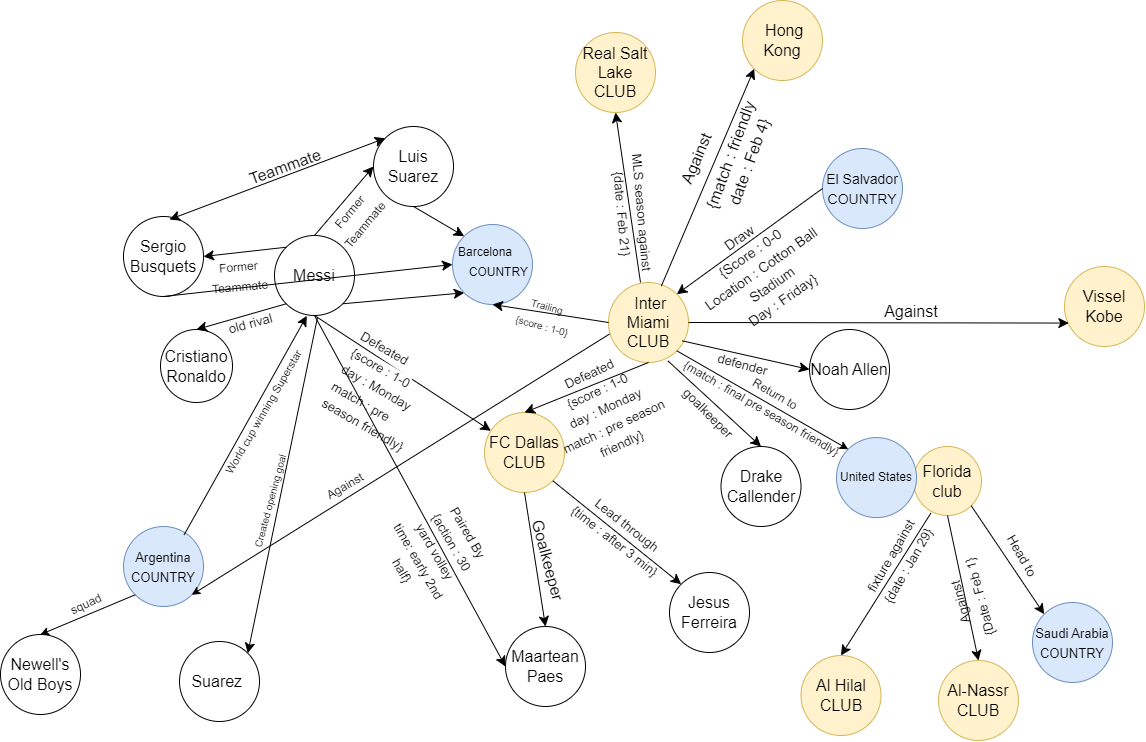 Hong
Kong
Real Salt
Lake
CLUB
Against
{match : friendly
date : Feb 4}
MLS season against
{date : Feb 21}
Luis
Suarez
Teammate
El Salvador
COUNTRY
Former
Teammate
Draw
{Score : 0-0
Location : Cotton Ball
Stadium
Day : Friday}
Sergio
Busquets
Former
Teammate
Messi
Barcelona
COUNTRY
Trailing
{score : 1-0}
Inter
Miami
CLUB
Against
Vissel
Kobe
old rival
Cristiano
Ronaldo
Defeated
{score : 1-0
day : Monday
match : pre
season friendly}
Defeated
{score : 1-0
day : Monday
match : pre season
friendly}
defender
Noah Allen
Return to
{match : final pre season friendly}
goalkeeper
World cup winning Superstar
Created opening goal
Against
FC Dallas
CLUB
Drake
Callender
United States
Florida
club
Paired By
{action : 30
yard volley
time: early 2nd
half}
Goalkeeper
Lead through
{time : after 3 min}
fixture against
{date : Jan 29}
Against
{Date : Feb 1}
Head to
Argentina
COUNTRY
squad
Newell's
Old Boys
Suarez
Maartean
Paes
Jesus
Ferreira
Saudi Arabia
COUNTRY
Al Hilal
CLUB
Al-Nassr
CLUB